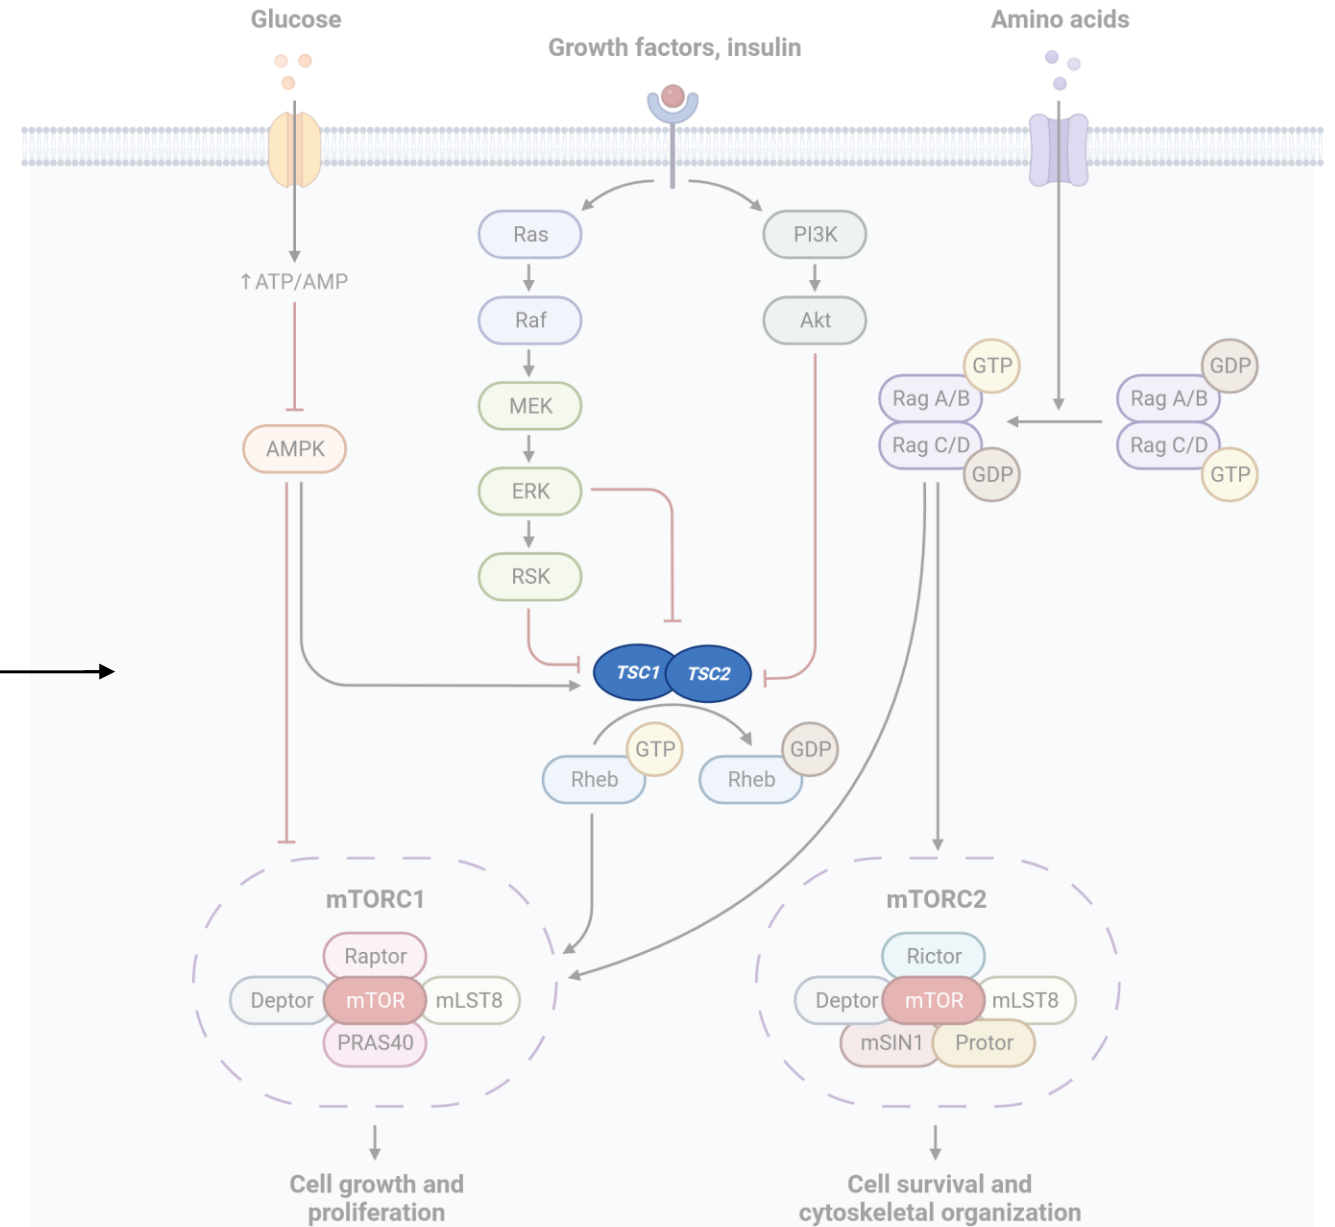 Glucose
Growth factors, insulin
Amino acids
Ras
PI3K
↑ATP/AMP
Raf
Akt
GTP
GDP
Rag A/B
Rag A/B
MEK
Rag C/D
Rag C/D
AMPK
GDP
GTP
ERK
RSK
TSC1
TSC2
GTP
GDP
Rheb
Rheb
mTORC1
mTORC2
Raptor
Rictor
Deptor
mTOR
mLST8
Deptor
mTOR
mLST8
PRAS40
mSIN1
Protor
Cell growth and
proliferation
Cell survival and
cytoskeletal organization